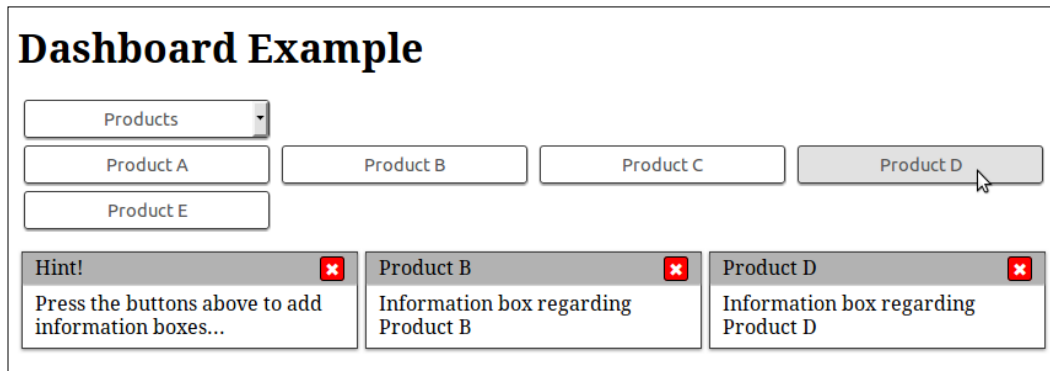 Dashboard Example
Products
Product A Product B Product C Product D
Product E
Hint! Product B Product D
Press the buttons above to add Information box regarding Information box regarding
information boxes... Product B Product D